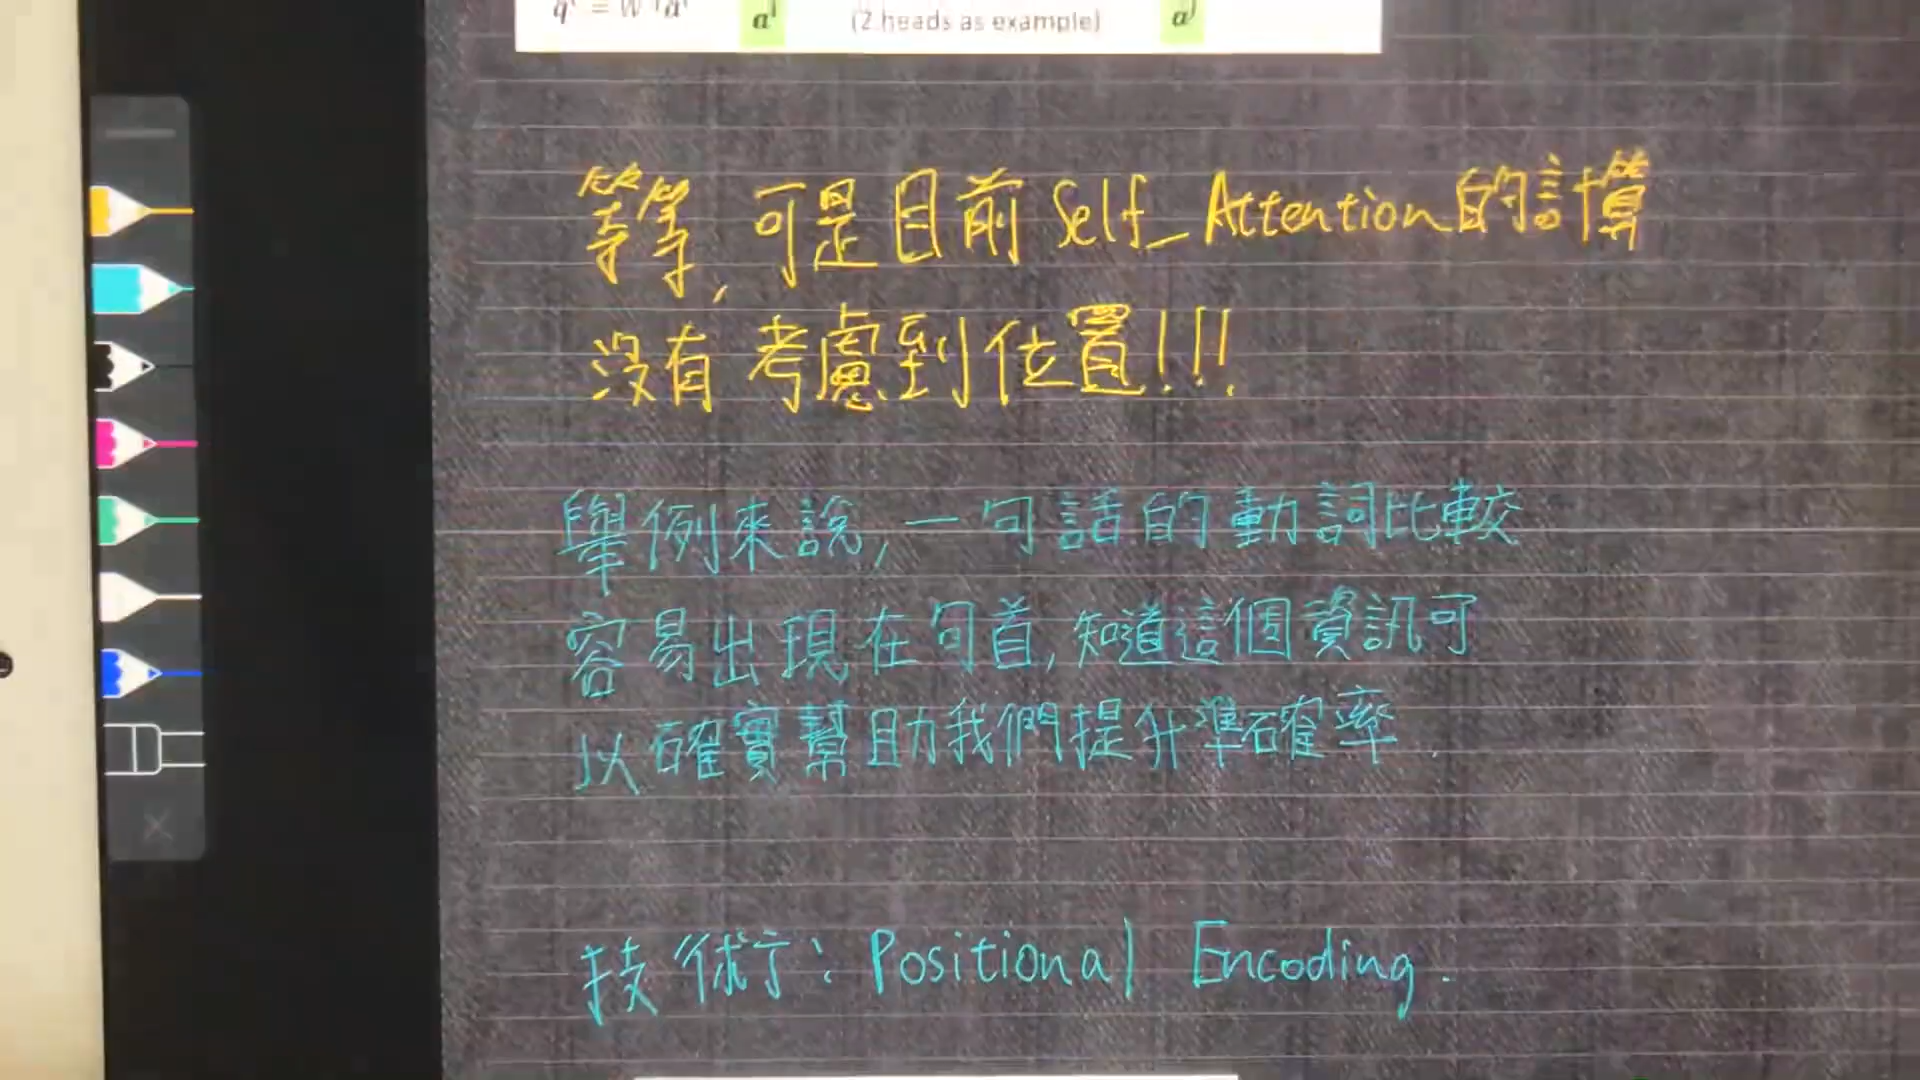 (2 heads as example)
等等,可是目前Self_Attention的計算
沒有考慮到位置!!!
舉例來說,一句話的動詞比較
容易出現在句首,知道這個資訊可
以確實幫助我們提升準確率.
技術:Positional Encoding.